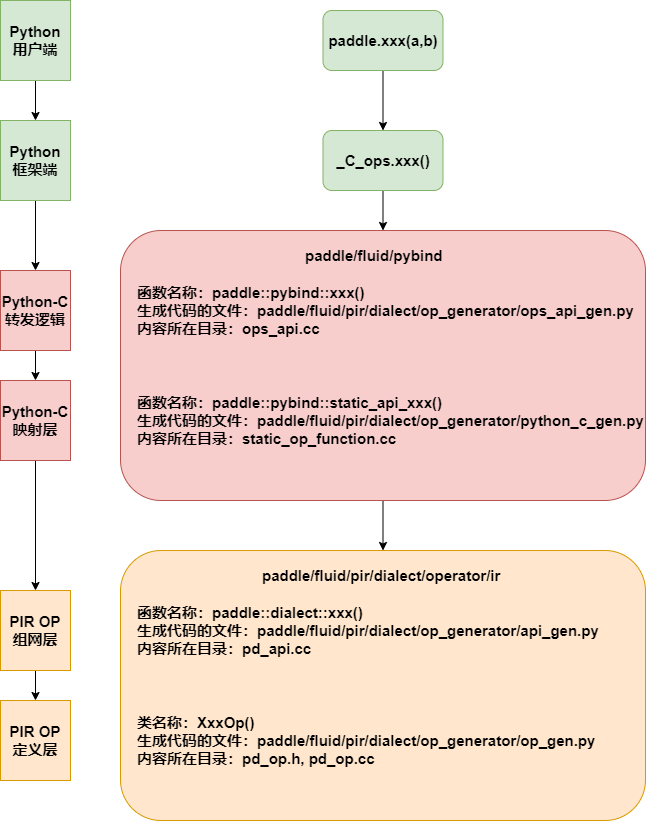 Python
用户端
paddle.xxx(a,b)
Python
框架端
_C_ops.xxx()
paddle/fluid/pybind
Python-C
转发逻辑
函数名称：paddle::pybind::xxx()
生成代码的文件：paddle/fluid/pir/dialect/op_generator/ops_api_gen.py
内容所在目录：ops_api.cc
Python-C
映射层
函数名称：paddle::pybind::static_api_xxx()
生成代码的文件：paddle/fluid/pir/dialect/op_generator/python_c_gen.py
内容所在目录：static_op_function.cc
paddle/fluid/pir/dialect/operator/ir
PIR OP
组网层
函数名称：paddle::dialect::xxx()
生成代码的文件：paddle/fluid/pir/dialect/op_generator/api_gen.py
内容所在目录：pd_api.cc
PIR OP
定义层
类名称：XxxOp()
生成代码的文件：paddle/fluid/pir/dialect/op_generator/op_gen.py
内容所在目录：pd_op.h, pd_op.cc